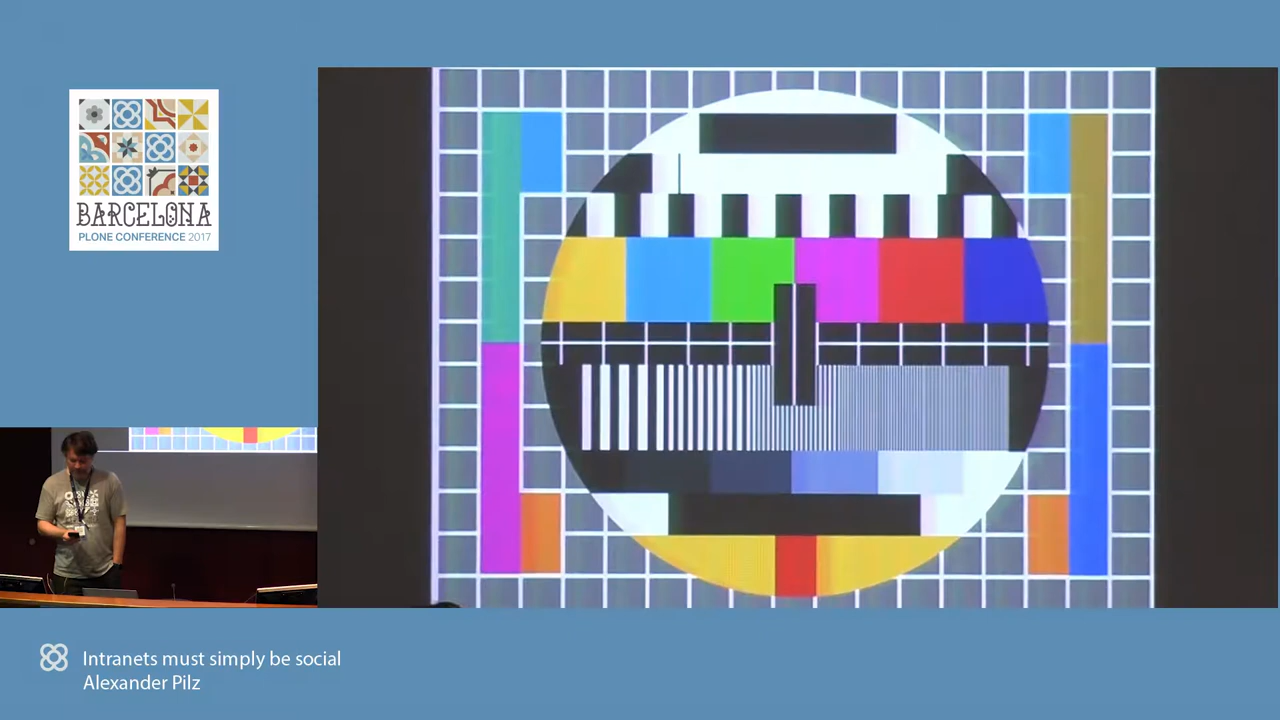 BARCELONA
PLONE CONFERENCE 2017
Intranets must simply be social
Alexander Pilz